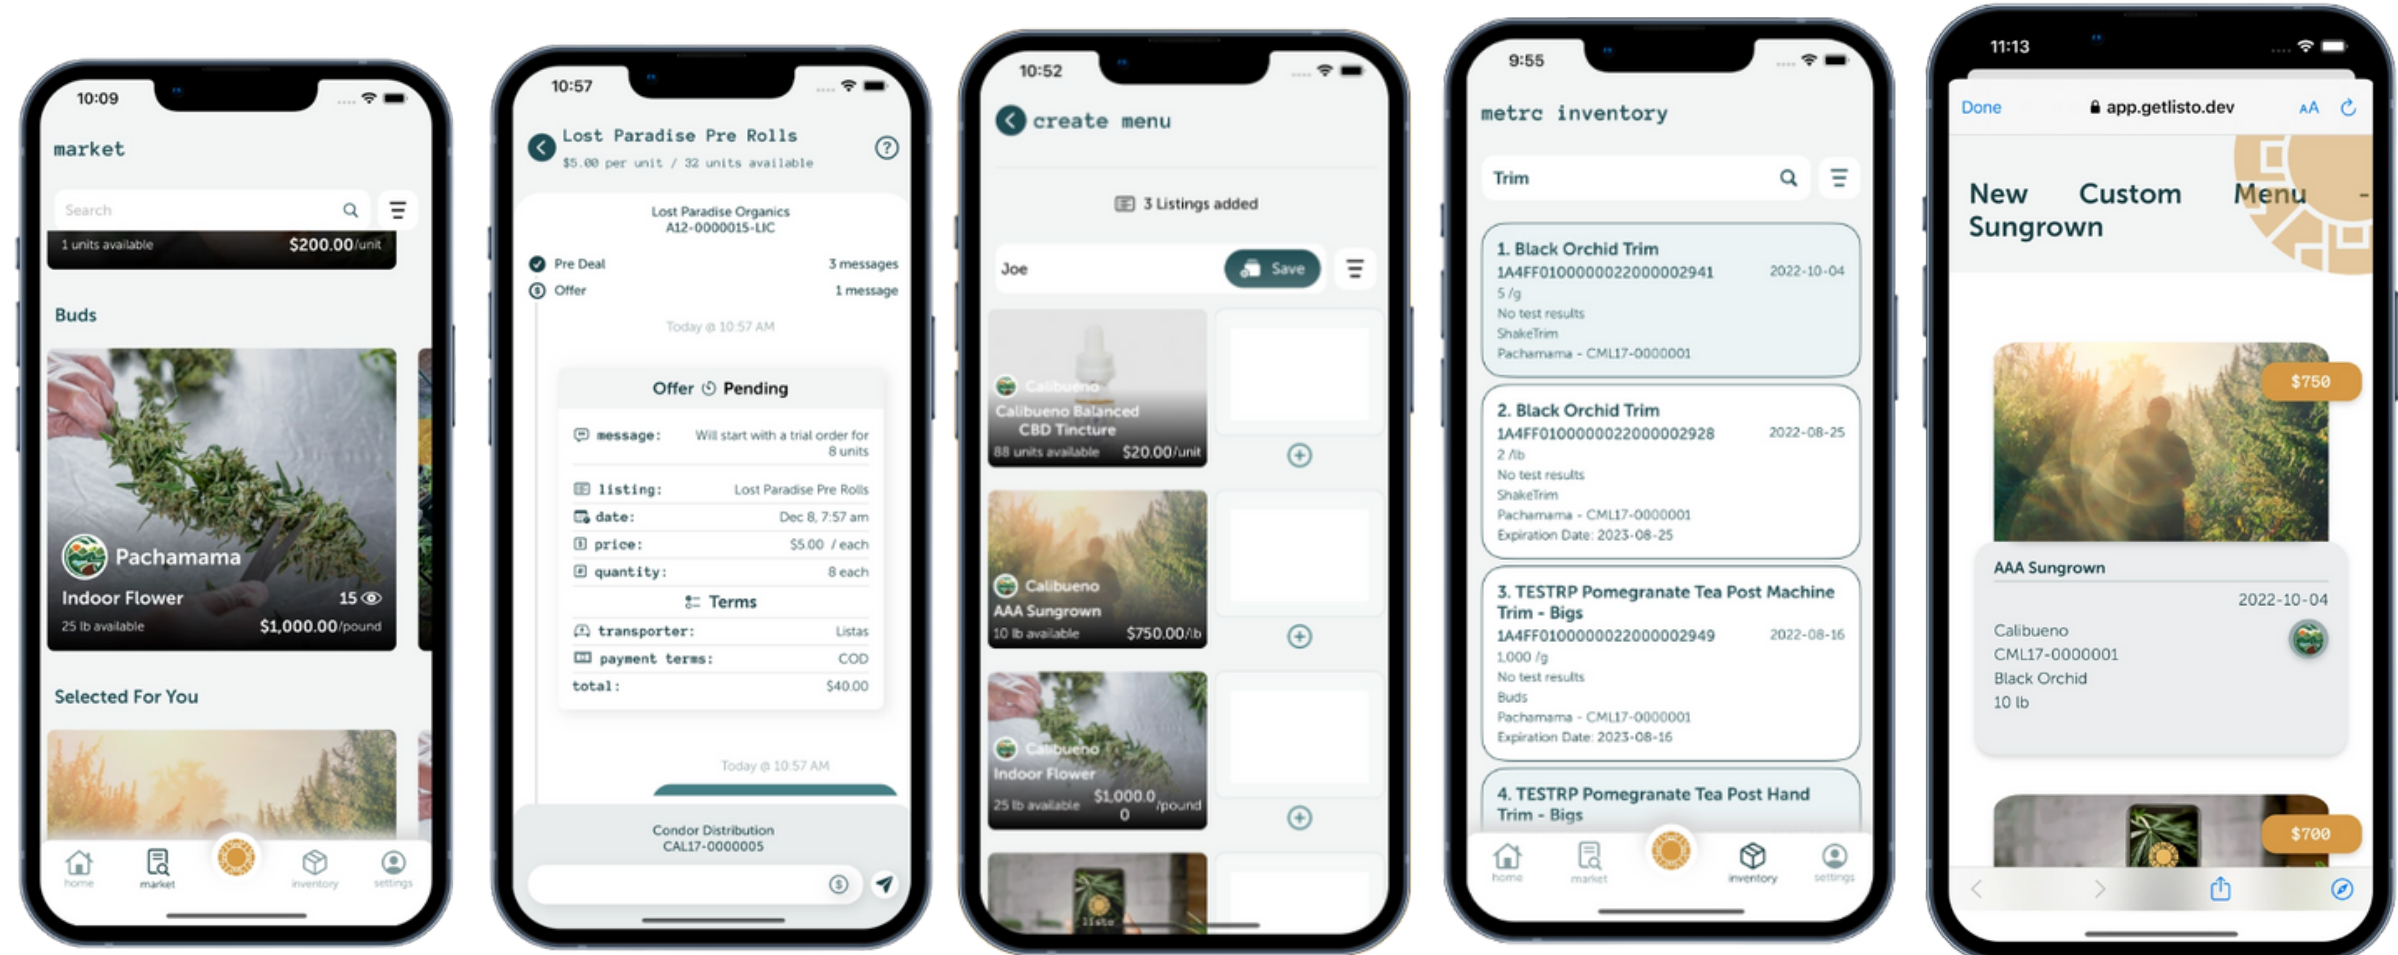 10:09
market
Search
1 units available
$200.00/unit
Buds
Pachamama
Indoor Flower
15
25 lb available
$1,000.00/pound
Selected For You
home
market
inventory
settings
10:57
Lost Paradise Pre Rolls
$5.00 per unit / 32 units available
?
Lost Paradise Organics
A12-0000015-LIC
Pre Deal
3 messages
Offer
1 message
Today @ 10:57 AM
Offer Pending
message: Will start with a trial order for
8 units
listing: Lost Paradise Pre Rolls
date: Dec 8, 7:57 am
price: $5.00 / each
quantity: 8 each
Terms
transporter: Listas
payment terms: COD
total: $40.00
Today @ 10:57 AM
Condor Distribution
CAL17-0000005
10:52
create menu
3 Listings added
Joe
Save
Calibueno
Calibueno Balanced
CBD Tincture
88 units available $20.00/unit
Calibueno
AAA Sungrown
10 lb available $750.00/lb
Calibueno
Indoor Flower
25 lb available $1,000.0
0 /pound
listo
9:55
metrc inventory
Trim
1. Black Orchid Trim
1A4FF0100000022000002941 2022-10-04
5 /g
No test results
ShakeTrim
Pachamama - CML17-0000001
2. Black Orchid Trim
1A4FF0100000022000002928 2022-08-25
2 /lb
No test results
ShakeTrim
Pachamama - CML17-0000001
Expiration Date: 2023-08-25
3. TESTRP Pomegranate Tea Post Machine
Trim - Bigs
1A4FF0100000022000002949 2022-08-16
1,000 /g
No test results
Buds
Pachamama - CML17-0000001
Expiration Date: 2023-08-16
4. TESTRP Pomegranate Tea Post Hand
Trim - Bigs
home
market
inventory
settings
11:13
Done
app.getlisto.dev
AA
New Custom Menu -
Sungrown
$750
AAA Sungrown
2022-10-04
Calibueno
CML17-0000001
Black Orchid
10 lb
$700